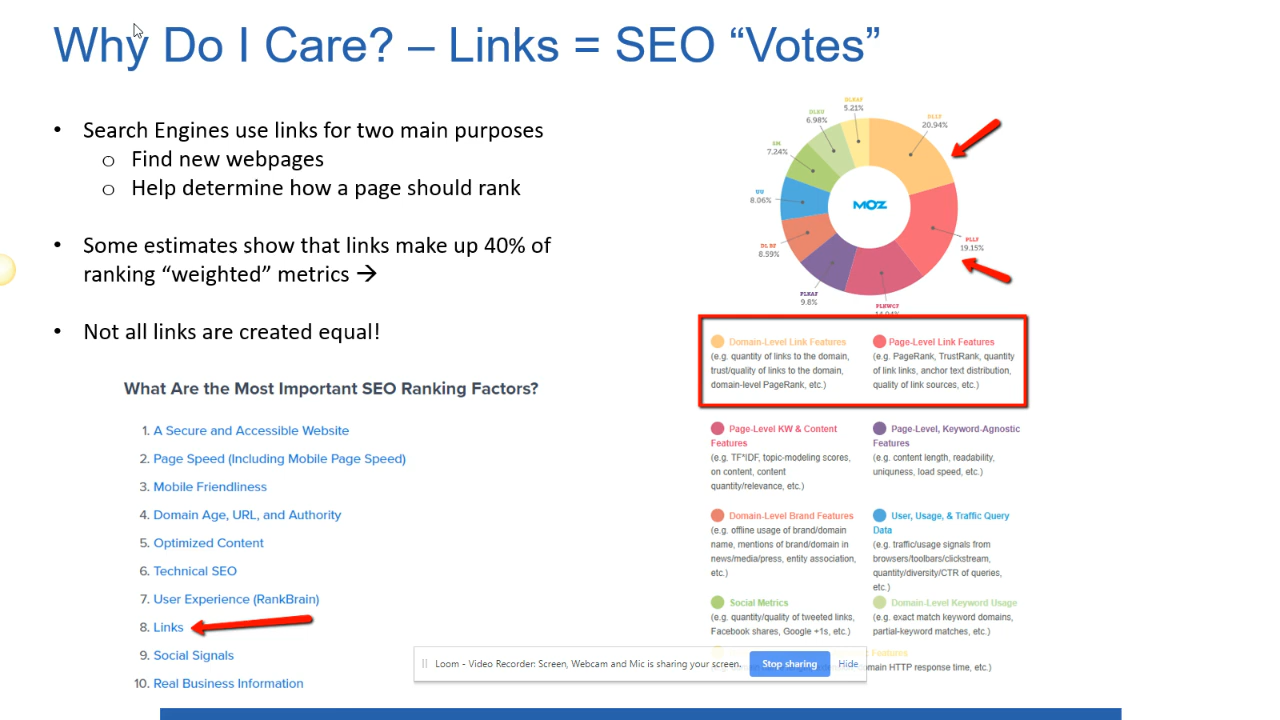 Why Do I Care? – Links = SEO “Votes”
• Search Engines use links for two main purposes
o Find new webpages
o Help determine how a page should rank
• Some estimates show that links make up 40% of
ranking “weighted” metrics →
• Not all links are created equal!
What Are the Most Important SEO Ranking Factors?
1. A Secure and Accessible Website
2. Page Speed (Including Mobile Page Speed)
3. Mobile Friendliness
4. Domain Age, URL, and Authority
5. Optimized Content
6. Technical SEO
7. User Experience (RankBrain)
8. Links
9. Social Signals
10. Real Business Information
5.21%
DLLF
20.94%
6.98%
SM
7.24%
8.06%
MOZ
PLLF
19.15%
DLBF
8.59%
PLKAF
9.8%
PLKWCF
14.94%
Domain-Level Link Features
(e.g. quantity of links to the domain,
trust/quality of links to the domain,
domain-level PageRank, etc.)
Page-Level Link Features
(e.g. PageRank, TrustRank, quantity
of link links, anchor text distribution,
quality of link sources, etc.)
Page-Level KW & Content
Features
(e.g. TF*IDF, topic-modeling scores,
on content, content
quantity/relevance, etc.)
Page-Level, Keyword-Agnostic
Features
(e.g. content length, readability,
uniquness, load speed, etc.)
Domain-Level Brand Features
(e.g. offline usage of brand/domain
name, mentions of brand/domain in
news/media/press, entity association,
etc.)
User, Usage, & Traffic Query
Data
(e.g. traffic/usage signals from
browsers/toolbars/clickstream,
quantity/diversity/CTR of queries,
etc.)
Social Metrics
(e.g. quantity/quality of tweeted links,
Facebook shares, Google +1s, etc.)
Domain-Level Keyword Usage
(e.g. exact match keyword domains,
partial-keyword matches, etc.)
Features
HTTP response time, etc.)
Loom - Video Recorder: Screen, Webcam and Mic is sharing your screen.
Stop sharing
Hide